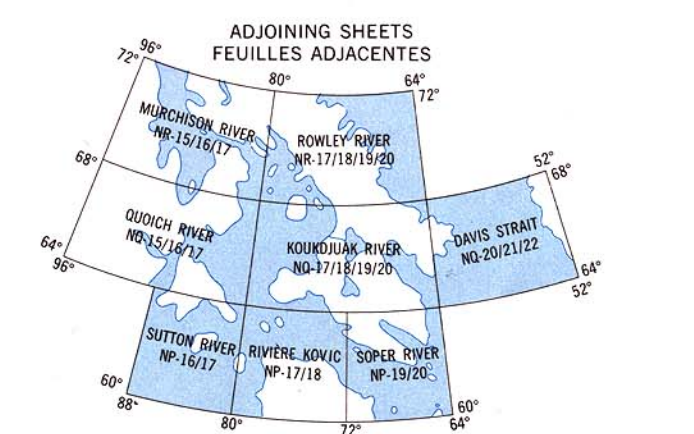 ADJOINING SHEETS
FEUILLES ADJACENTES
96°
72°
80°
64°
72°
MURCHISON RIVER
NR-15/16/17
ROWLEY RIVER
NR-17/18/19/20
68°
52°
68°
QUOICH RIVER
NQ-15/16/17
KOUKDJUAK RIVER
NQ-17/18/19/20
DAVIS STRAIT
NQ-20/21/22
64°
96°
64°
52°
SUTTON RIVER
NP-16/17
RIVIÈRE KOVIC
NP-17/18
SOPER RIVER
NP-19/20
60°
88°
80°
72°
60°
64°